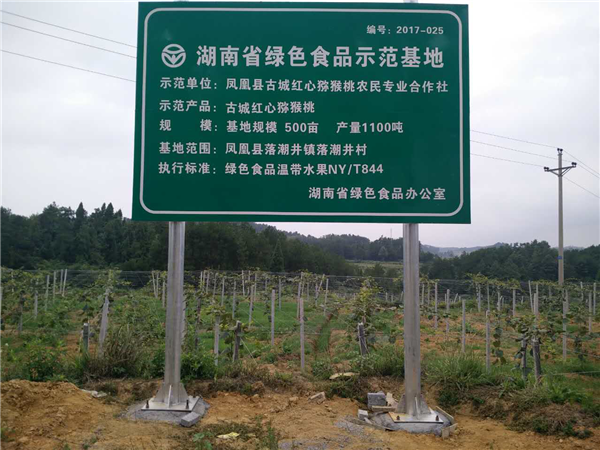 编号：2017-025
湖南省绿色食品示范基地
示范单位：凤凰县古城红心猕猴桃农民专业合作社
示范产品：古城红心猕猴桃
规　模：基地规模 500亩　产量1100吨
基地范围：凤凰县落潮井镇落潮井村
执行标准：绿色食品温带水果NY/T844
湖南省绿色食品办公室